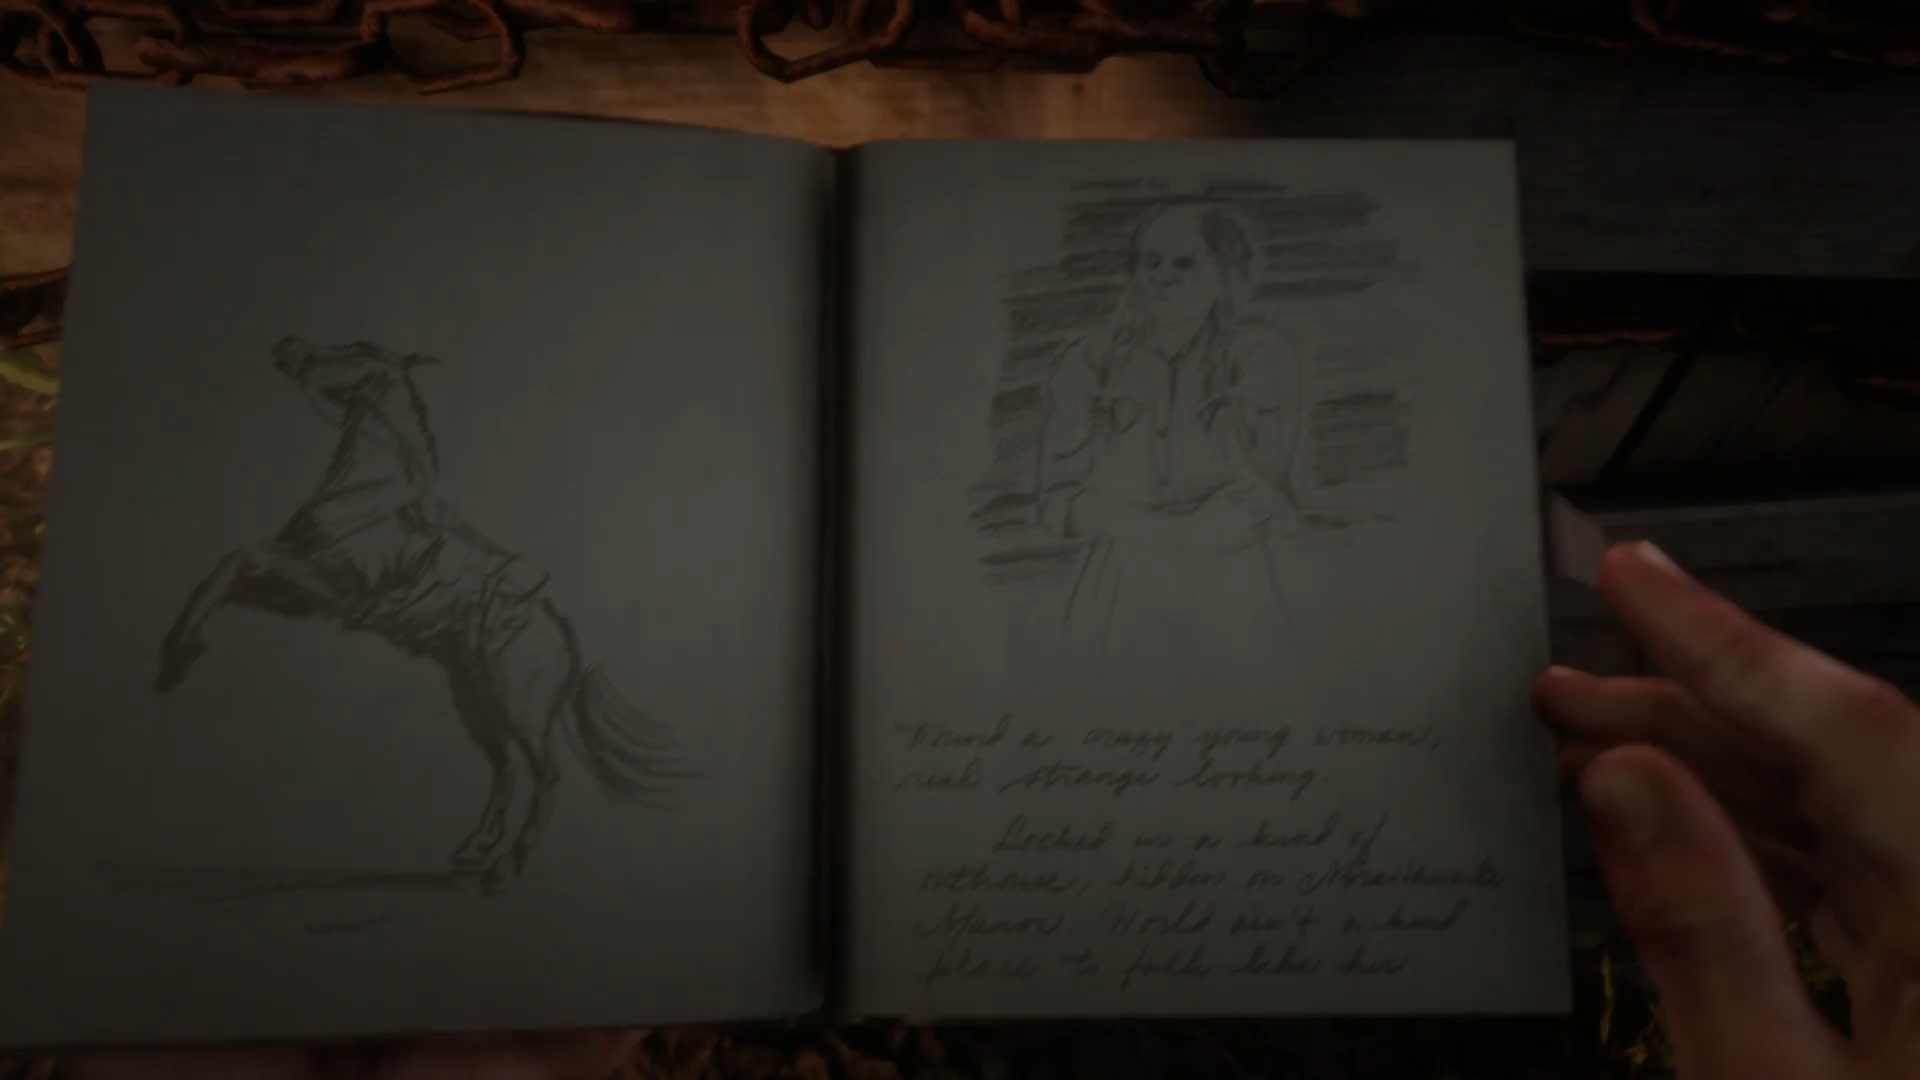 Found a crazy young woman,
real strange looking.
Locked in a kind of
outhouse, hidden on Braithwaite
Manor. World ain't a kind
place to folk like her